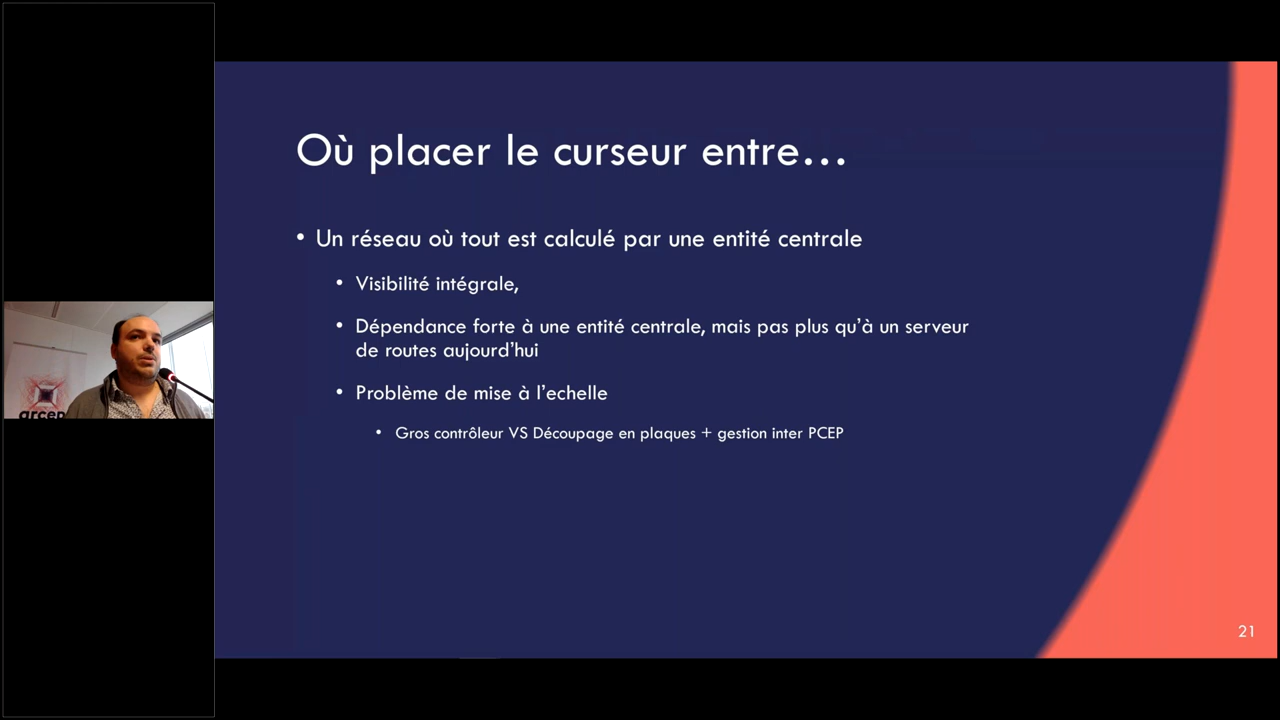 Où placer le curseur entre…
• Un réseau où tout est calculé par une entité centrale
• Visibilité intégrale,
• Dépendance forte à une entité centrale, mais pas plus qu’à un serveur
de routes aujourd’hui
• Problème de mise à l’echelle
• Gros contrôleur VS Découpage en plaques + gestion inter PCEP
arcep
21